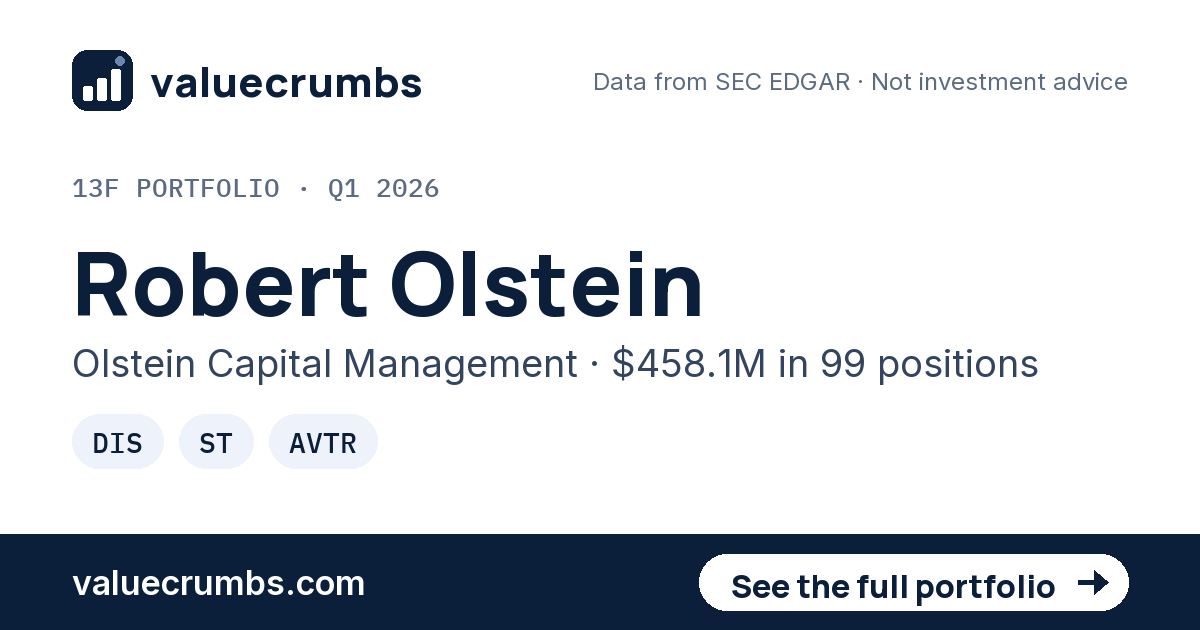 valuecrumbs
Data from SEC EDGAR · Not investment advice
13F PORTFOLIO · Q1 2026
Robert Olstein
Olstein Capital Management · $458.1M in 99 positions
DIS ST AVTR
valuecrumbs.com
See the full portfolio →